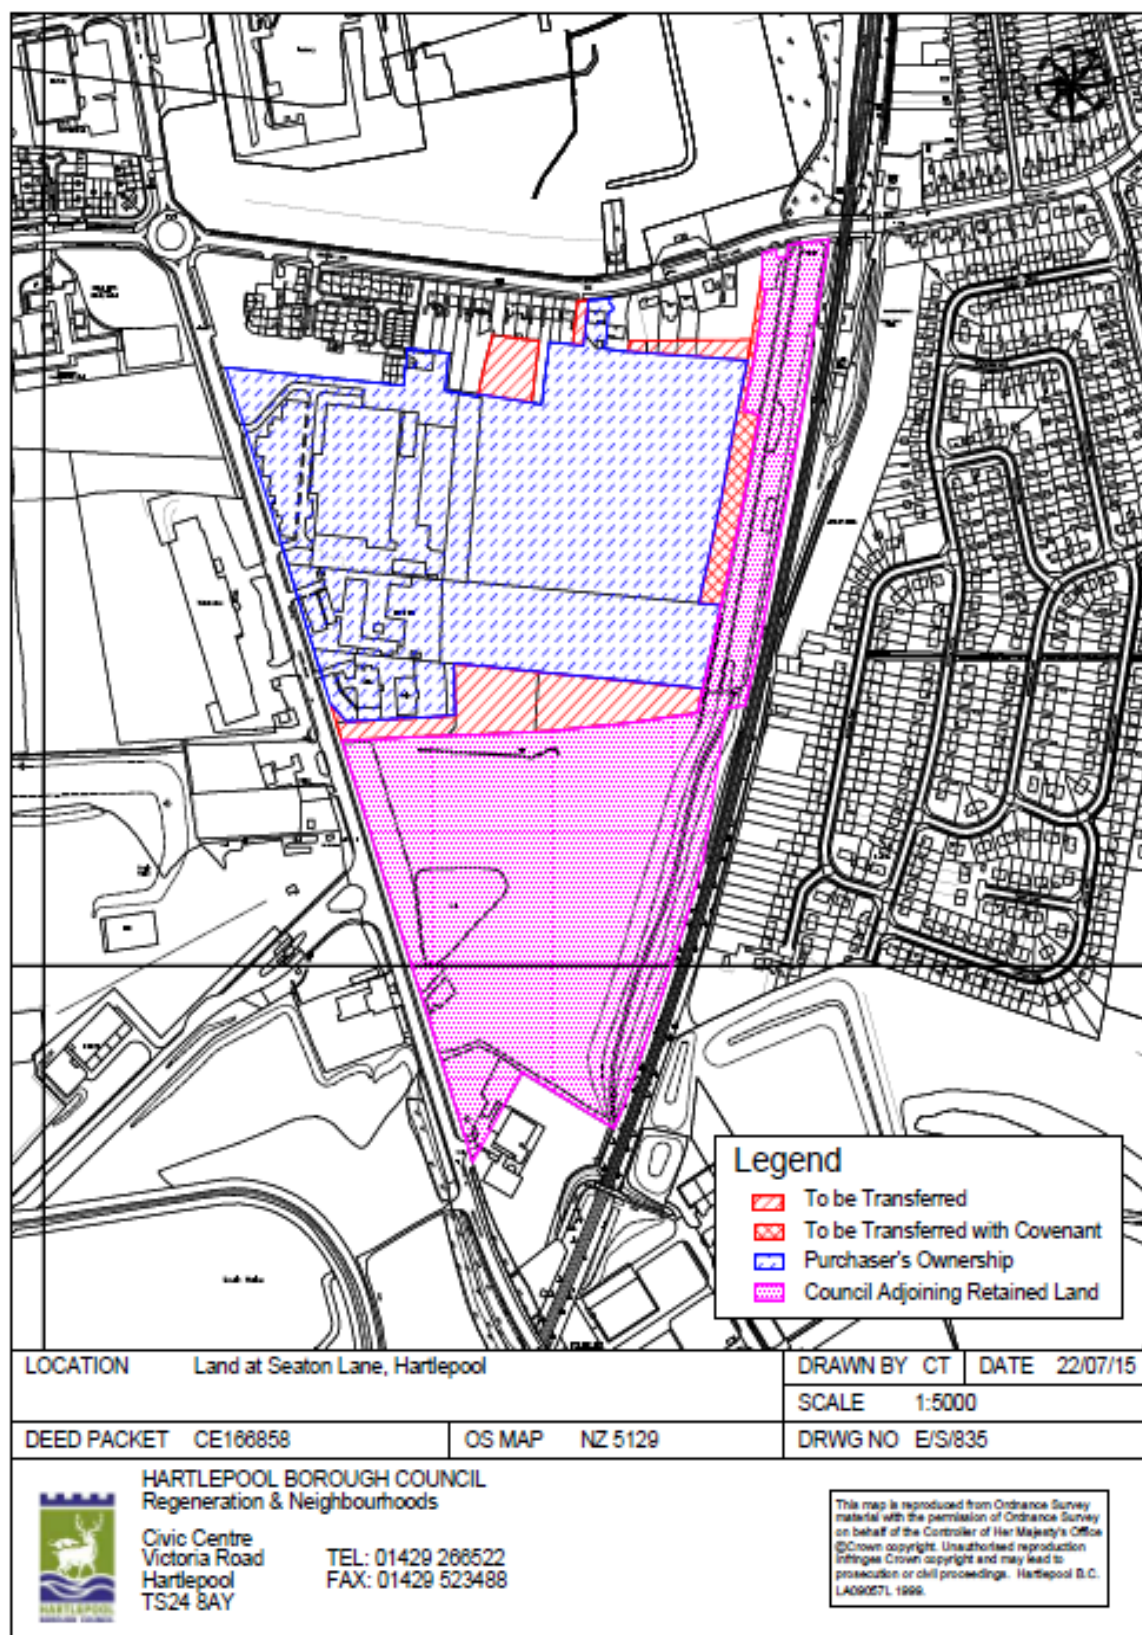 Legend
To be Transferred
To be Transferred with Covenant
Purchaser's Ownership
Council Adjoining Retained Land
LOCATION Land at Seaton Lane, Hartlepool
DRAWN BY CT DATE 22/07/15
SCALE 1:5000
DEED PACKET CE166858 OS MAP NZ 5129 DRWG NO E/S/835
HARTLEPOOL BOROUGH COUNCIL
Regeneration & Neighbourhoods
Civic Centre
Victoria Road TEL: 01429 266522
Hartlepool FAX: 01429 523488
TS24 8AY
HARTLEPOOL
BOROUGH COUNCIL
This map is reproduced from Ordnance Survey
material with the permission of Ordnance Survey
on behalf of the Controller of Her Majesty's Office
©Crown copyright. Unauthorised reproduction
infringes Crown copyright and may lead to
prosecution or civil proceedings. Hartlepool B.C.
LA09057L 1999.